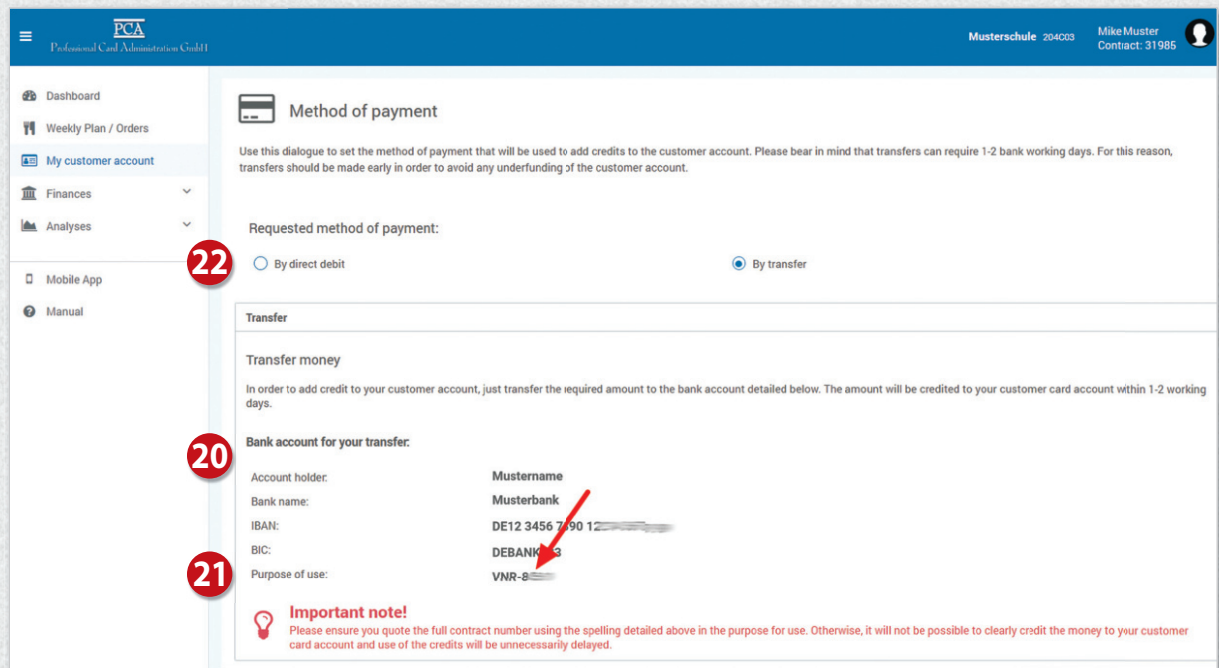 PCA
Professional Card Administration GmbH
Musterschule 204C03
Mike Muster
Contract: 31985
Dashboard
Weekly Plan / Orders
My customer account
Finances
Analyses
Mobile App
Manual
Method of payment
Use this dialogue to set the method of payment that will be used to add credits to the customer account. Please bear in mind that transfers can require 1-2 bank working days. For this reason,
transfers should be made early in order to avoid any underfunding of the customer account.
Requested method of payment:
22
By direct debit
By transfer
Transfer
Transfer money
In order to add credit to your customer account, just transfer the required amount to the bank account detailed below. The amount will be credited to your customer card account within 1-2 working
days.
20
Bank account for your transfer:
Account holder: Mustername
Bank name: Musterbank
IBAN: DE12 3456 90
BIC:
21
Purpose of use: VNR-8
Important note!
Please ensure you quote the full contract number using the spelling detailed above in the purpose for use. Otherwise, it will not be possible to clearly credit the money to your customer
card account and use of the credits will be unnecessarily delayed.